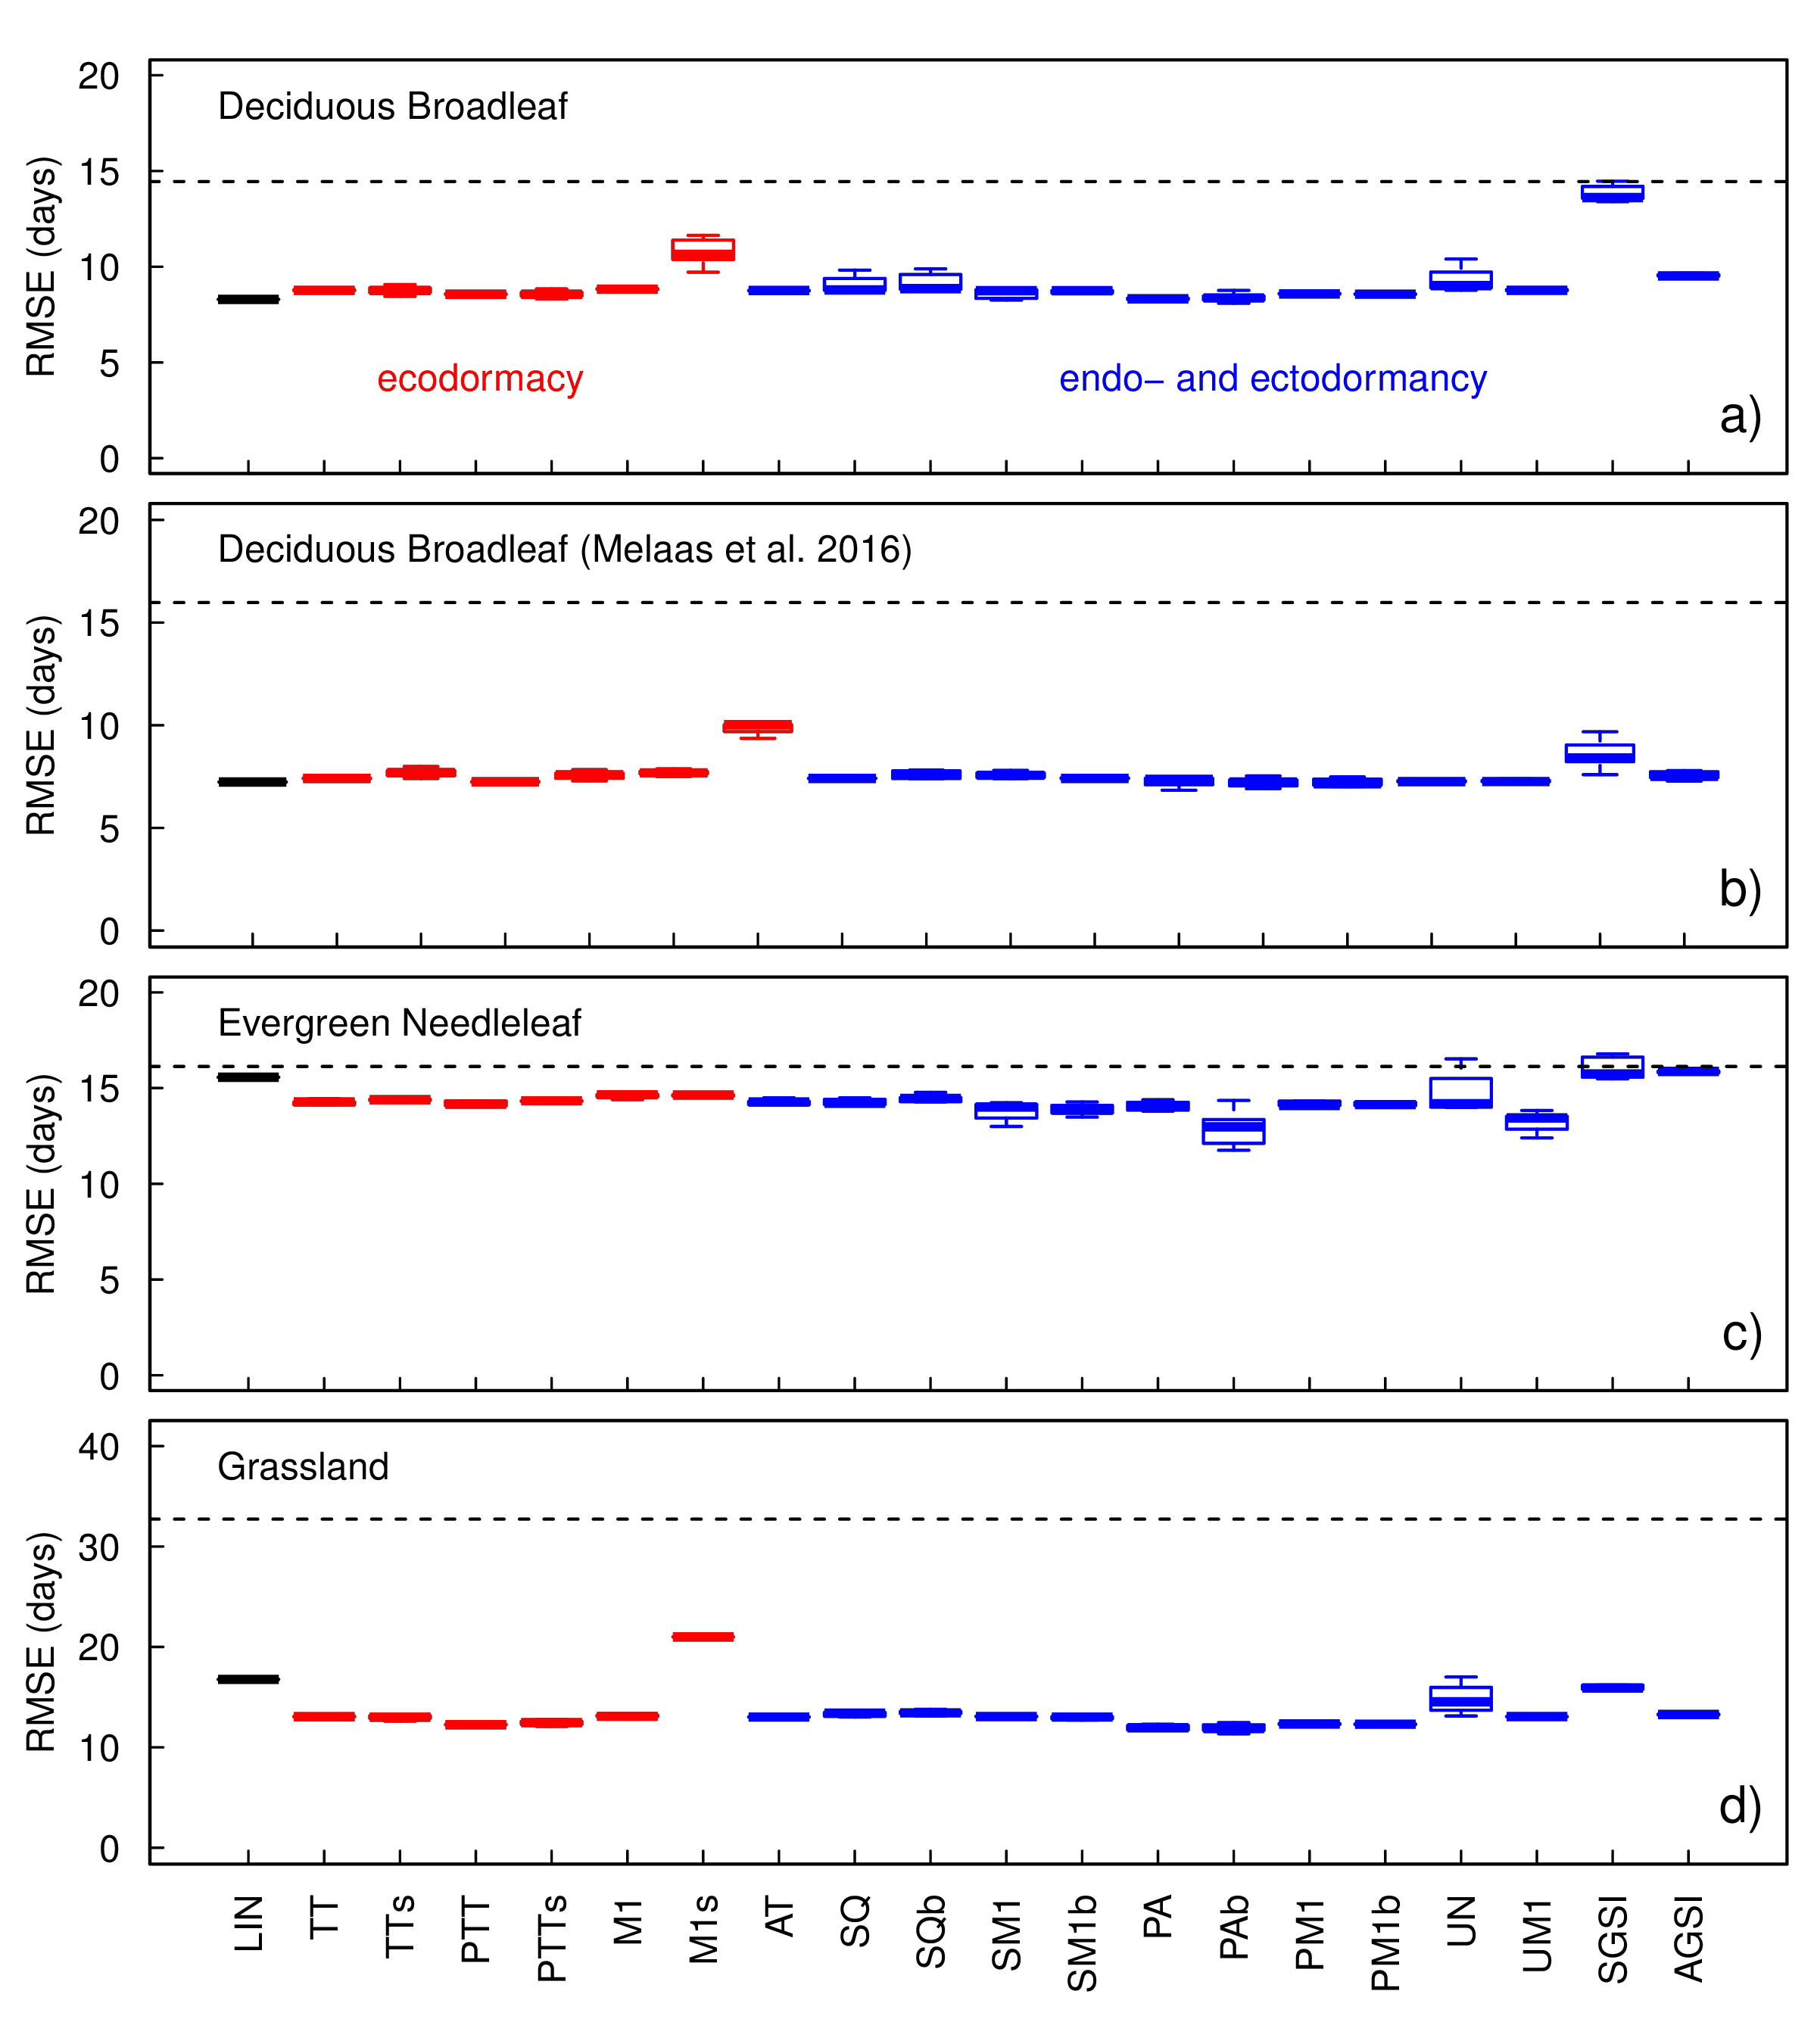 20
15
10
5
0
RMSE (days)
Deciduous Broadleaf
ecodormacy
endo− and ectodormancy
a)
20
15
10
5
0
RMSE (days)
Deciduous Broadleaf (Melaas et al. 2016)
b)
20
15
10
5
0
RMSE (days)
Evergreen Needleleaf
c)
40
30
20
10
0
RMSE (days)
Grassland
d)
LIN
TT
TTs
PTT
PTTs
M1
M1s
AT
SQ
SQb
SM1
SM1b
PA
PAb
PM1
PM1b
UN
UM1
SGSI
AGSI